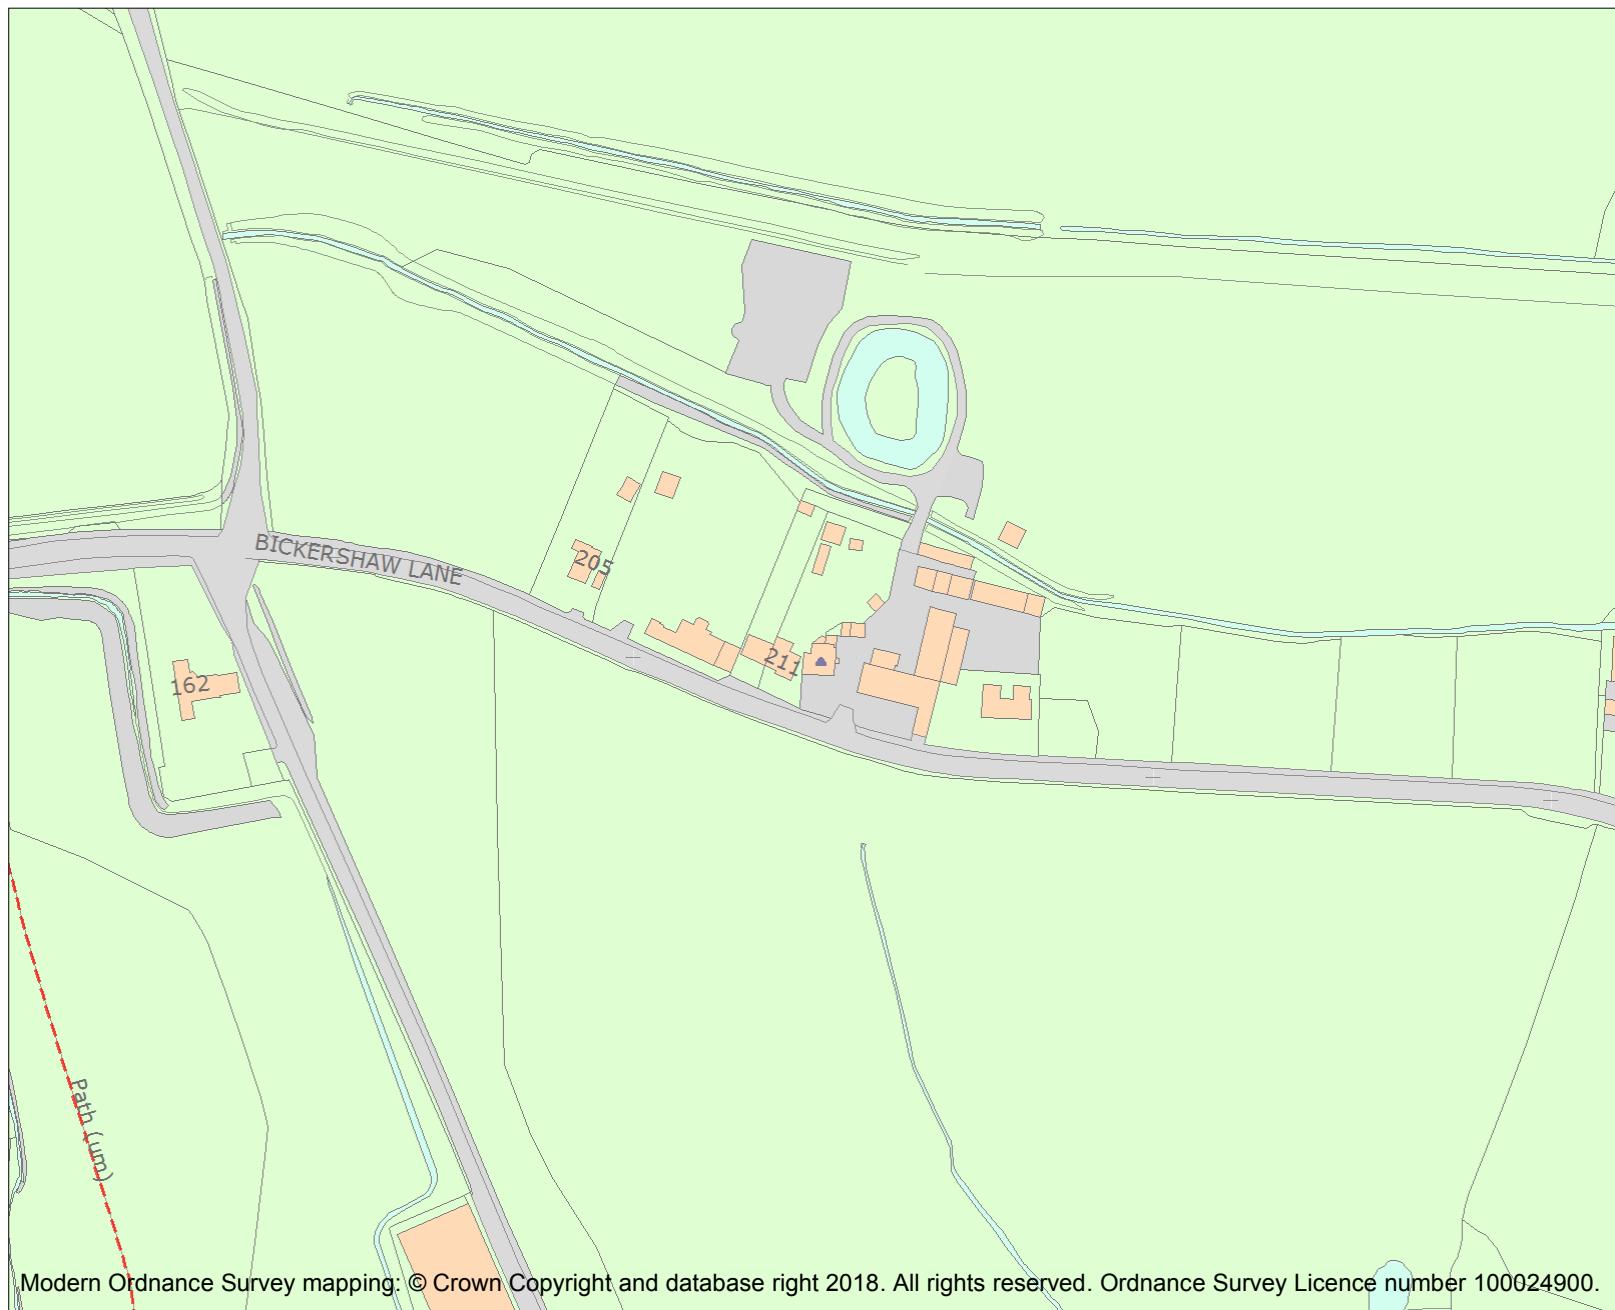 BICKERSHAW LANE
205
211
162
Path (um)
Modern Ordnance Survey mapping: © Crown Copyright and database right 2018. All rights reserved. Ordnance Survey Licence number 100024900.